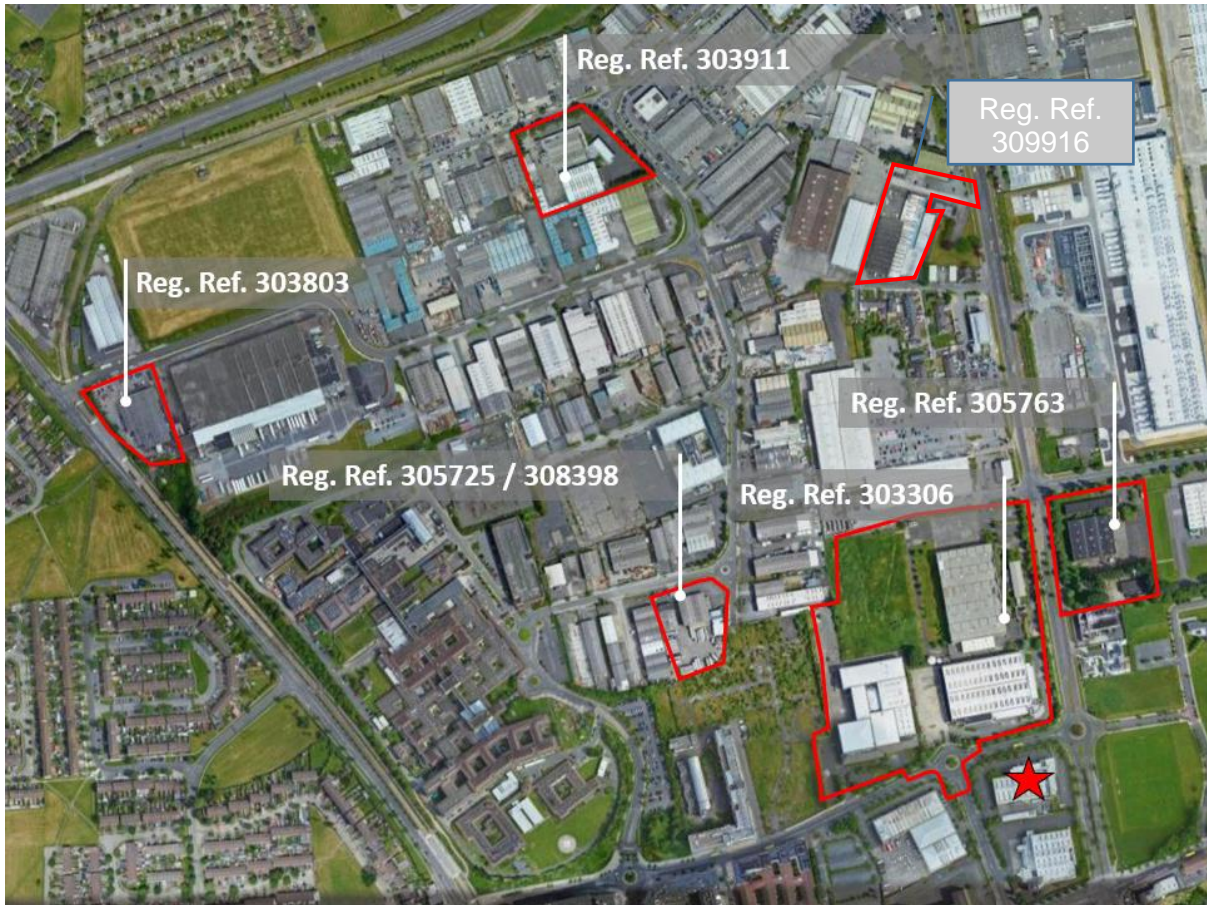 Reg. Ref. 303911
Reg. Ref.
309916
Reg. Ref. 303803
Reg. Ref. 305763
Reg. Ref. 305725 / 308398
Reg. Ref. 303306